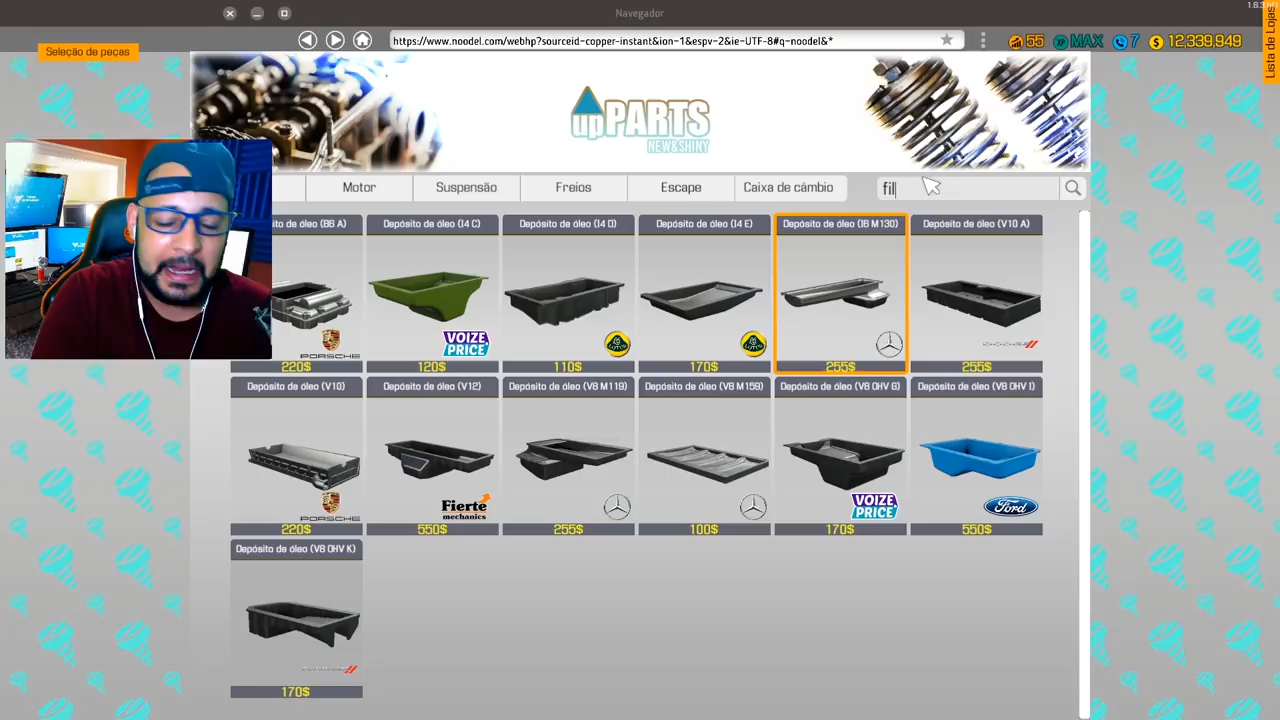 Navegador
1.6.3
Seleção de peças
https://www.noodel.com/webhp?sourceid-copper-instant&ion-1&espv-2&ie-UTF-8#q-noodel&*
55
MAX
7
$ 12,339,949
Lista de Lojas
upPARTS
NEW&SHINY
Motor
Suspensão
Freios
Escape
Caixa de câmbio
fil
de óleo (B6 A)
Depósito de óleo (I4 C)
Depósito de óleo (I4 D)
Depósito de óleo (I4 E)
Depósito de óleo (I6 M130)
Depósito de óleo (V10 A)
PORSCHE
VOIZE PRICE
LOTUS
LOTUS
220$
120$
110$
170$
255$
255$
Depósito de óleo (V10)
Depósito de óleo (V12)
Depósito de óleo (V8 M119)
Depósito de óleo (V8 M159)
Depósito de óleo (V8 OHV G)
Depósito de óleo (V8 OHV I)
PORSCHE
Fierte mechanics
VOIZE PRICE
Ford
220$
550$
255$
100$
170$
550$
Depósito de óleo (V8 OHV K)
170$